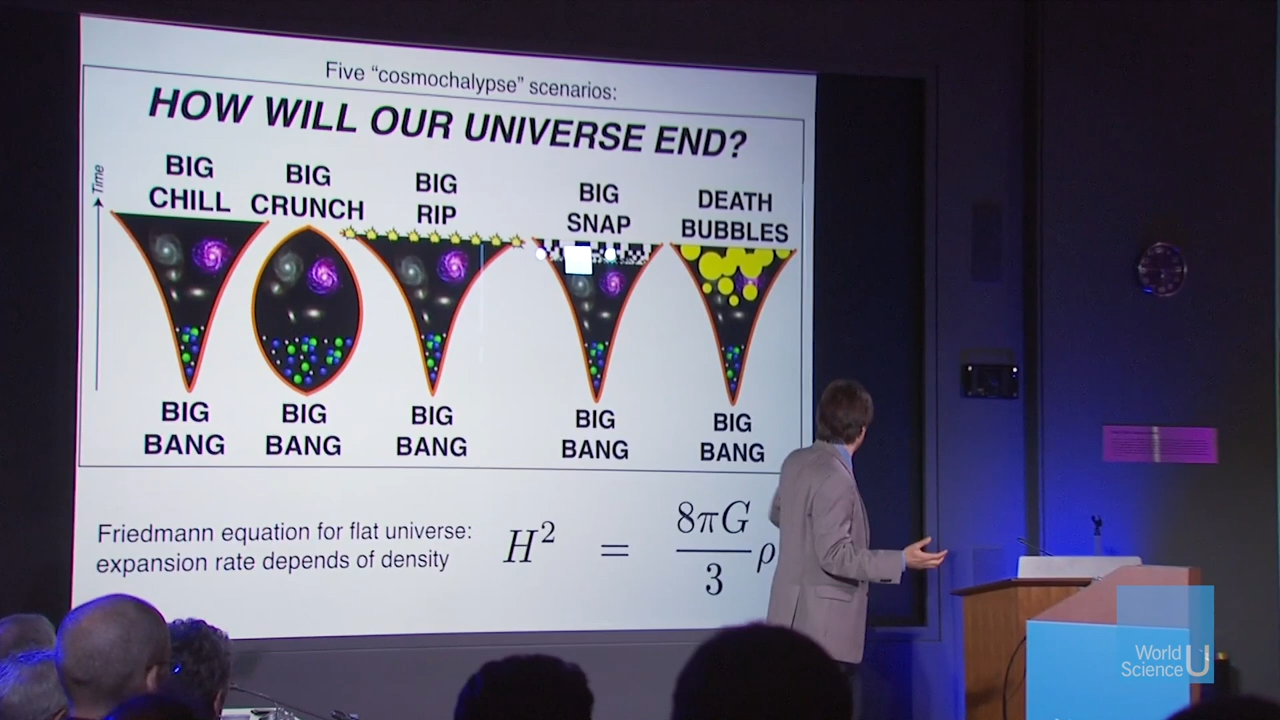 Five “cosmochalypse” scenarios:
HOW WILL OUR UNIVERSE END?
Time
BIG CHILL
BIG CRUNCH
BIG RIP
BIG SNAP
DEATH BUBBLES
BIG BANG
BIG BANG
BIG BANG
BIG BANG
BIG BANG
Friedmann equation for flat universe:
expansion rate depends of density
H² = 8πG/3 ρ
World
Science U